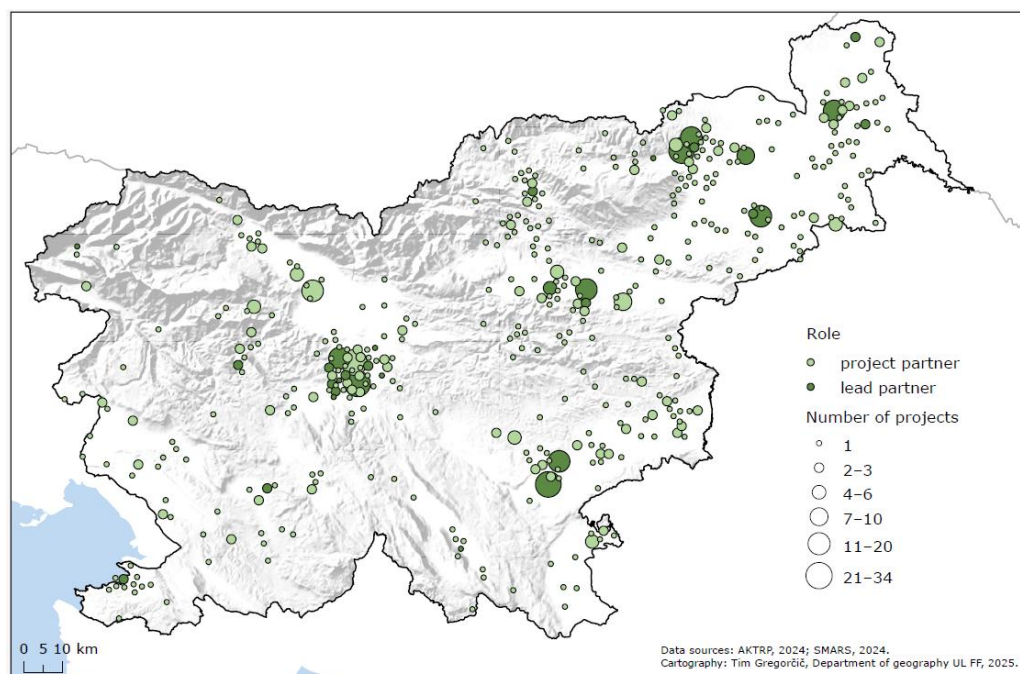 Role
project partner
lead partner
Number of projects
1
2–3
4–6
7–10
11–20
21–34
0 5 10 km
Data sources: AKTRP, 2024; SMARS, 2024.
Cartography: Tim Gregorčič, Department of geography UL FF, 2025.